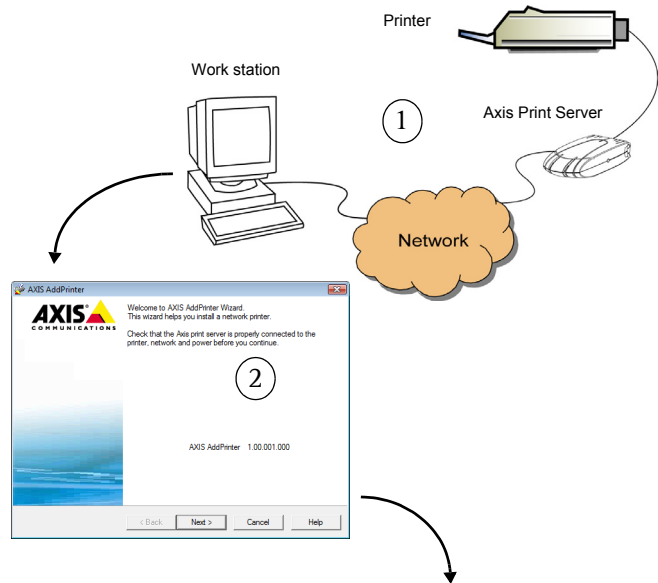 Printer
Work station
1
Axis Print Server
Network
AXIS AddPrinter
AXIS
COMMUNICATIONS
Welcome to AXIS AddPrinter Wizard.
This wizard helps you install a network printer.
Check that the Axis print server is properly connected to the
printer, network and power before you continue.
2
AXIS AddPrinter 1.00.001.000
< Back Next > Cancel Help